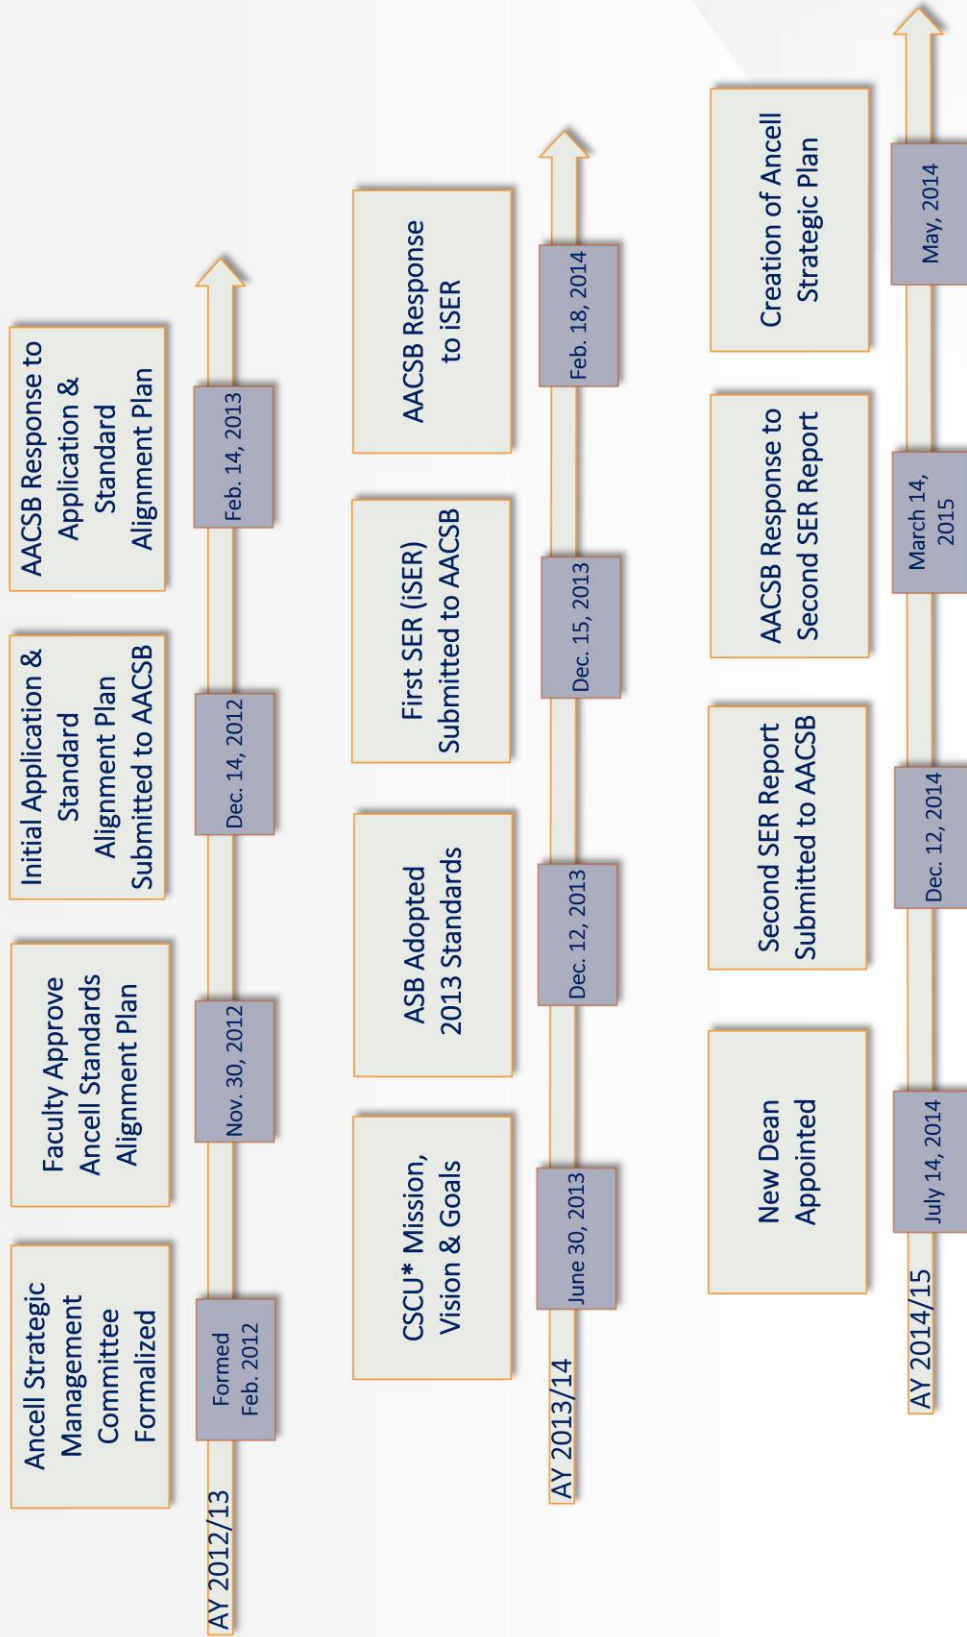 Ancell Strategic
Management
Committee
Formalized
Faculty Approve
Ancell Standards
Alignment Plan
Initial Application &
Standard
Alignment Plan
Submitted to AACSB
AACSB Response to
Application &
Standard
Alignment Plan
AY 2012/13
Formed
Feb. 2012
Nov. 30, 2012
Dec. 14, 2012
Feb. 14, 2013
CSCU* Mission,
Vision & Goals
ASB Adopted
2013 Standards
First SER (iSER)
Submitted to AACSB
AACSB Response
to iSER
AY 2013/14
June 30, 2013
Dec. 12, 2013
Dec. 15, 2013
Feb. 18, 2014
New Dean
Appointed
Second SER Report
Submitted to AACSB
AACSB Response to
Second SER Report
Creation of Ancell
Strategic Plan
AY 2014/15
July 14, 2014
Dec. 12, 2014
March 14,
2015
May, 2014